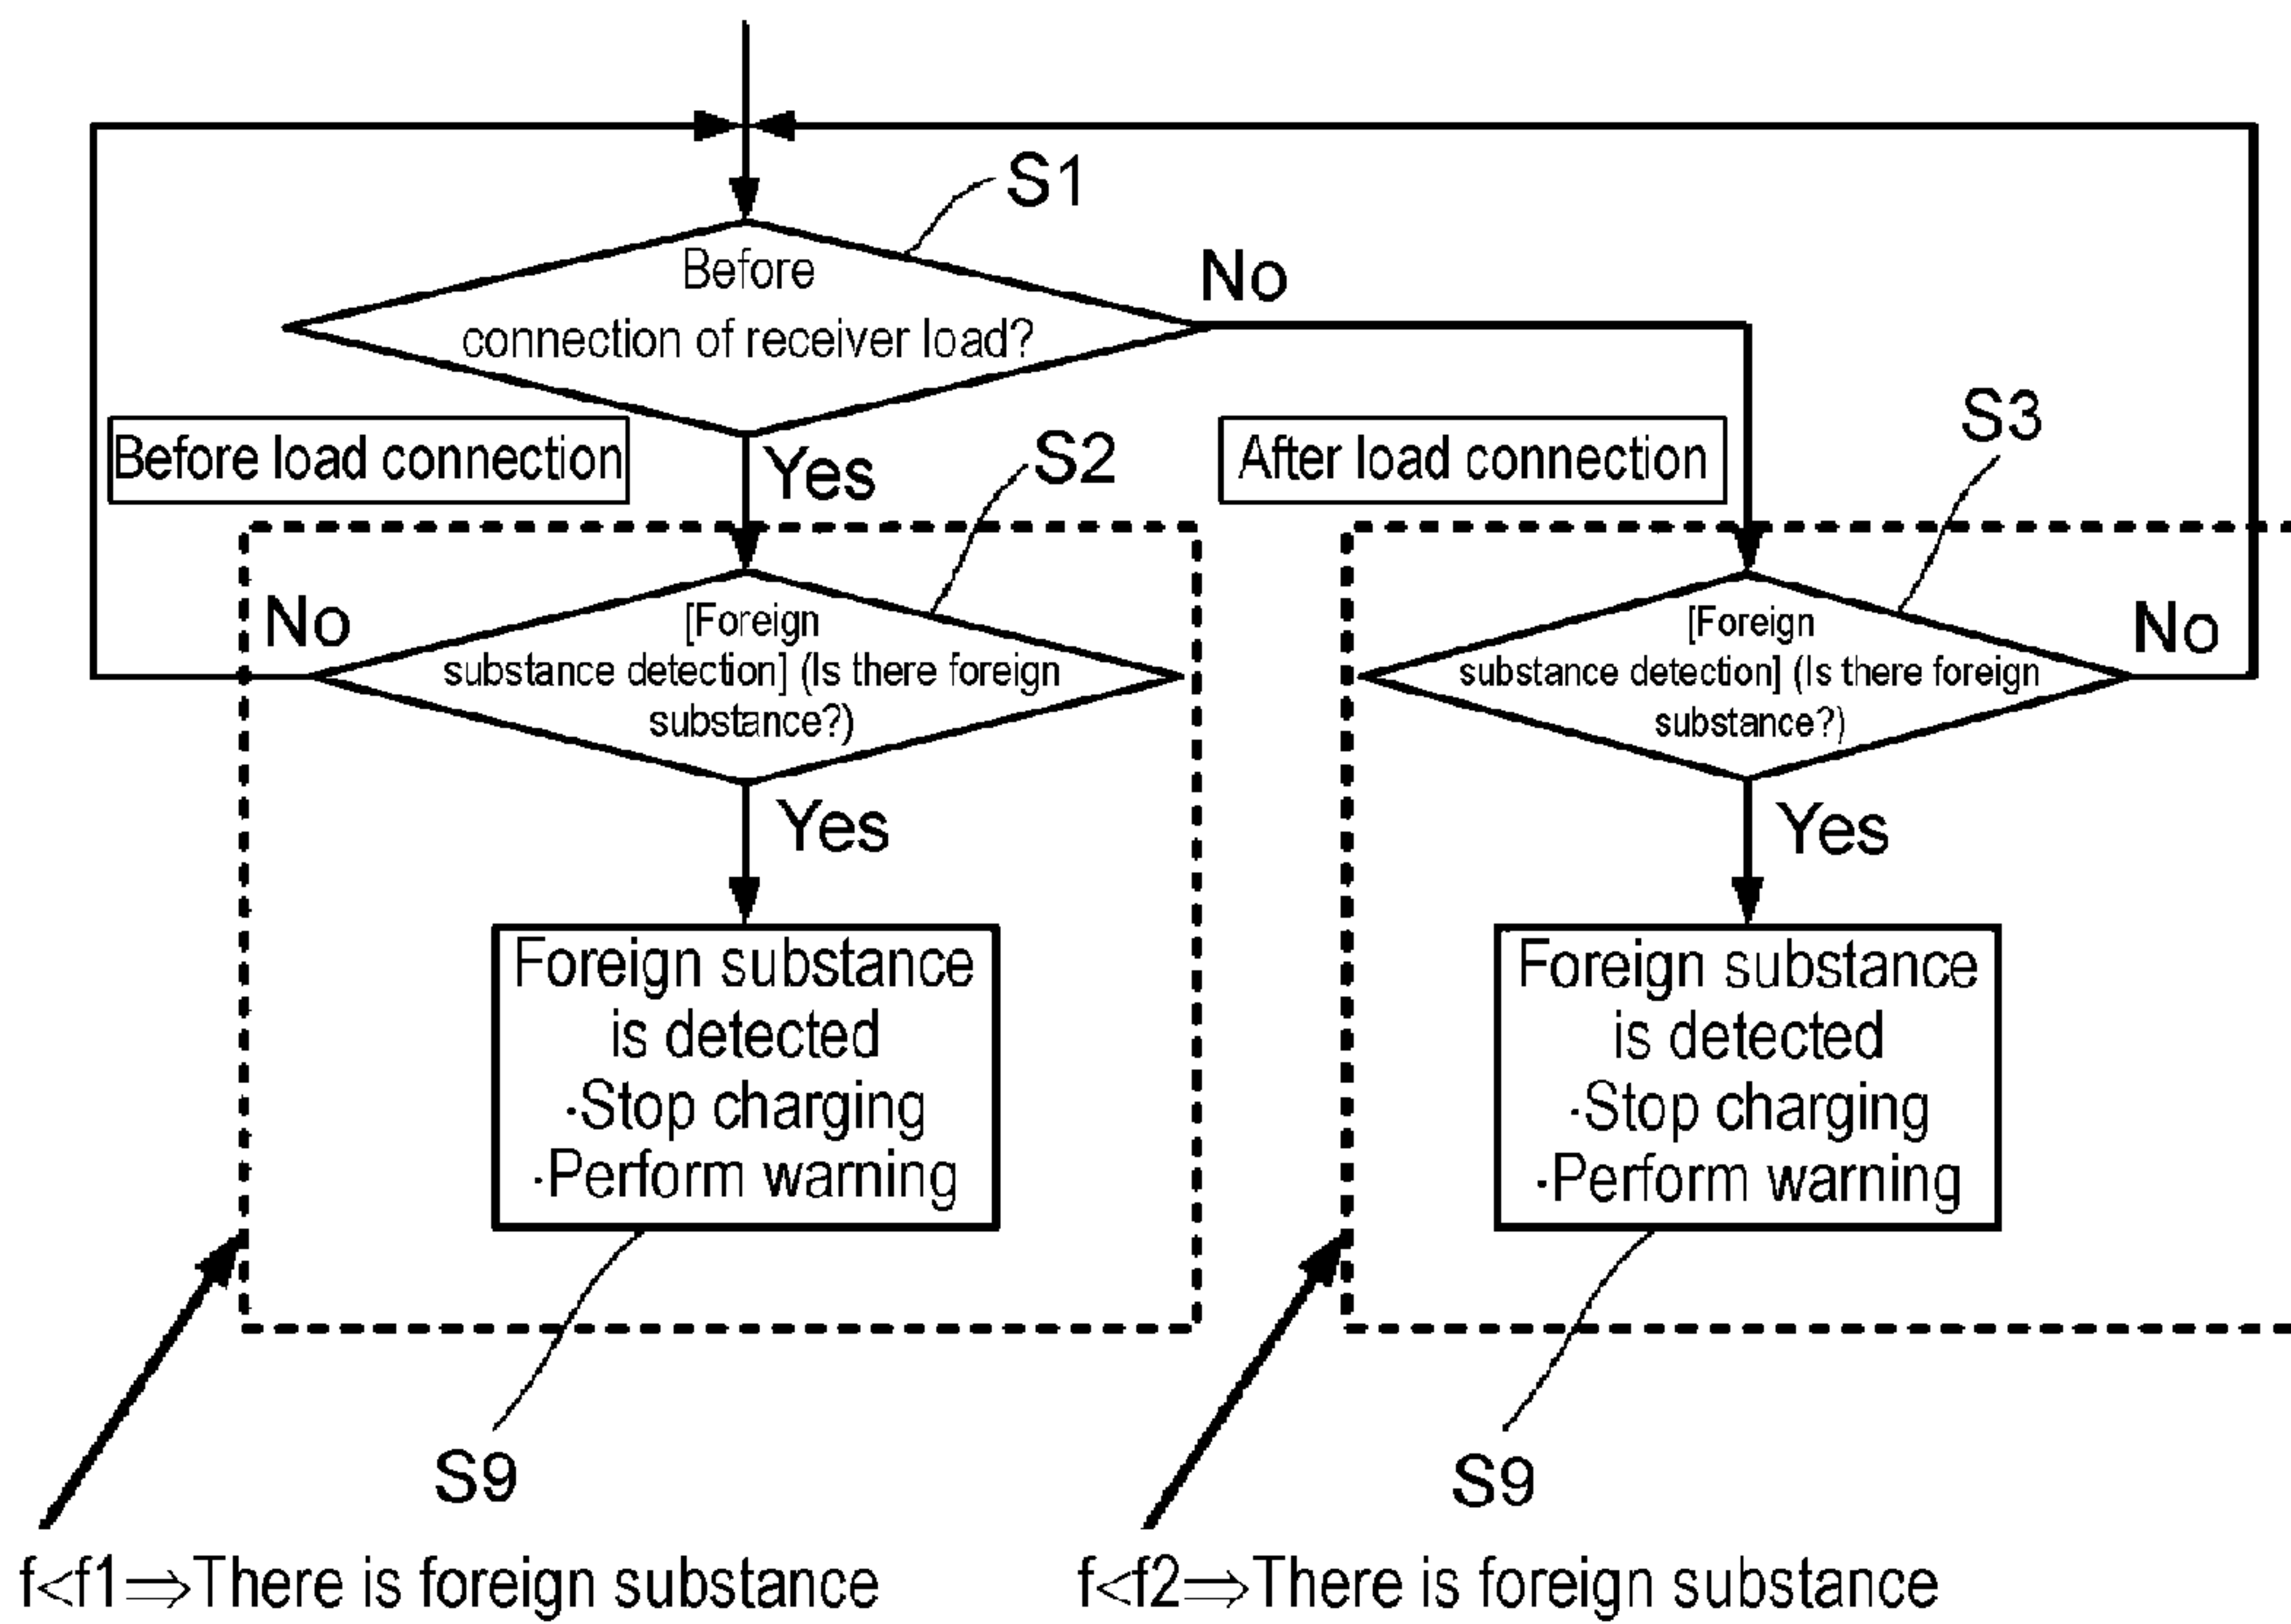 S1
Before
connection of receiver load?
No
Before load connection
Yes
S2
After load connection
S3
No
[Foreign
substance detection] (Is there foreign
substance?)
Yes
[Foreign
substance detection] (Is there foreign
substance?)
No
Yes
Foreign substance
is detected
·Stop charging
·Perform warning
Foreign substance
is detected
·Stop charging
·Perform warning
S9
S9
f<f1⇒There is foreign substance
f<f2⇒There is foreign substance